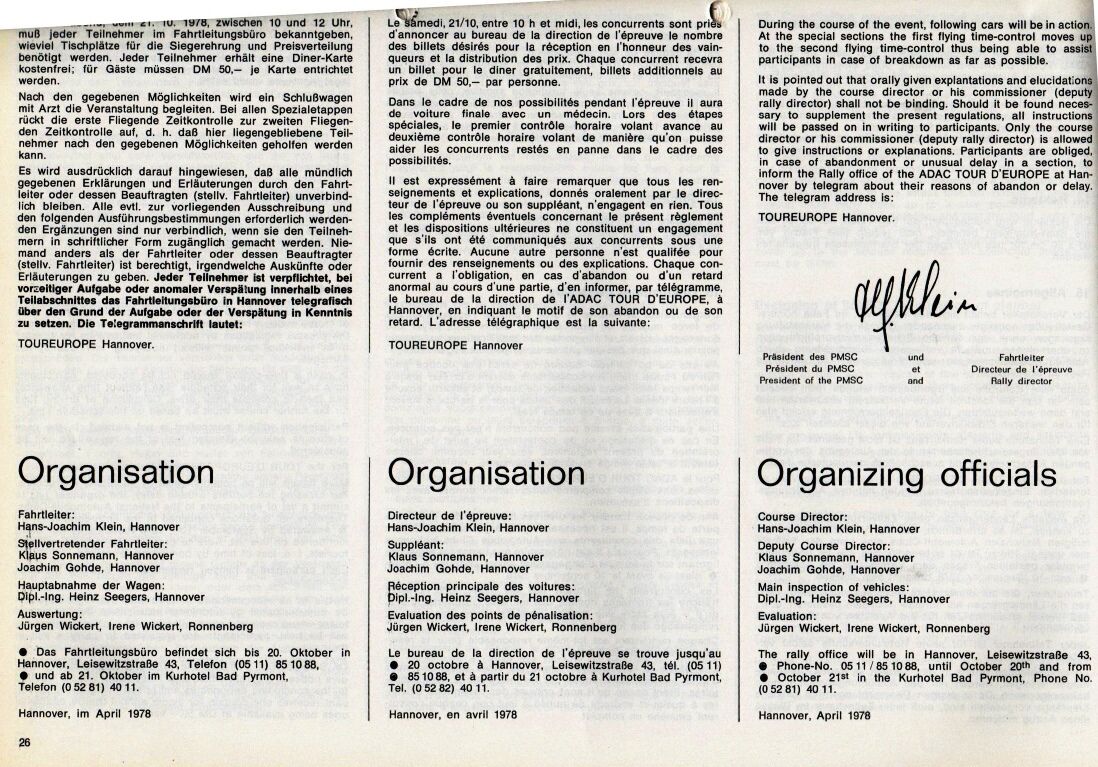 dem 21. 10. 1978, zwischen 10 und 12 Uhr,
muß jeder Teilnehmer im Fahrtleitungsbüro bekanntgeben,
wieviel Tischplätze für die Siegerehrung und Preisverteilung
benötigt werden. Jeder Teilnehmer erhält eine Diner-Karte
kostenfrei; für Gäste müssen DM 50,— je Karte entrichtet
werden.
Nach den gegebenen Möglichkeiten wird ein Schlußwagen
mit Arzt die Veranstaltung begleiten. Bei allen Spezialetappen
rückt die erste Fliegende Zeitkontrolle zur zweiten Fliegen-
den Zeitkontrolle auf, d. h. daß hier liegengebliebene Teil-
nehmer nach den gegebenen Möglichkeiten geholfen werden
kann.
Es wird ausdrücklich darauf hingewiesen, daß alle mündlich
gegebenen Erklärungen und Erläuterungen durch den Fahrt-
leiter oder dessen Beauftragten (stellv. Fahrtleiter) unverbind-
lich bleiben. Alle evtl. zur vorliegenden Ausschreibung und
den folgenden Ausführungsbestimmungen erforderlich werden-
den Ergänzungen sind nur verbindlich, wenn sie den Teilneh-
mern in schriftlicher Form zugänglich gemacht werden. Nie-
mand anders als der Fahrtleiter oder dessen Beauftragter
(stellv. Fahrtleiter) ist berechtigt, irgendwelche Auskünfte oder
Erläuterungen zu geben. Jeder Teilnehmer ist verpflichtet, bei
vorzeitiger Aufgabe oder anomaler Verspätung innerhalb eines
Teilabschnittes das Fahrtleitungsbüro in Hannover telegrafisch
über den Grund der Aufgabe oder der Verspätung in Kenntnis
zu setzen. Die Telegrammanschrift lautet:
TOUREUROPE Hannover.
Le samedi, 21/10, entre 10 h et midi, les concurrents sont priés
d'annoncer au bureau de la direction de l'épreuve le nombre
des billets désirés pour la réception en l'honneur des vain-
queurs et la distribution des prix. Chaque concurrent recevra
un billet pour le diner gratuitement, billets additionnels au
prix de DM 50,— par personne.
Dans le cadre de nos possibilités pendant l'épreuve il aura
de voiture finale avec un médecin. Lors des étapes
spéciales, le premier contrôle horaire volant avance au
deuxième contrôle horaire volant de manière qu'on puisse
aider les concurrents restés en panne dans le cadre des
possibilités.
Il est expressément à faire remarquer que tous les ren-
seignements et explications, donnés oralement par le direc-
teur de l'épreuve ou son suppléant, n'engagent en rien. Tous
les compléments éventuels concernant le présent règlement
et les dispositions ultérieures ne constituent un engagement
que s'ils ont été communiqués aux concurrents sous une
forme écrite. Aucune autre personne n'est qualifiée pour
fournir des renseignements ou des explications. Chaque con-
current a l'obligation, en cas d'abandon ou d'un retard
anormal au cours d'une partie, d'en informer, par télégramme,
le bureau de la direction de l'ADAC TOUR D'EUROPE, à
Hannover, en indiquant le motif de son abandon ou de son
retard. L'adresse télégraphique est la suivante:
TOUREUROPE Hannover
During the course of the event, following cars will be in action.
At the special sections the first flying time-control moves up
to the second flying time-control thus being able to assist
participants in case of breakdown as far as possible.
It is pointed out that orally given explantations and elucidations
made by the course director or his commissioner (deputy
rally director) shall not be binding. Should it be found neces-
sary to supplement the present regulations, all instructions
will be passed on in writing to participants. Only the course
director or his commissioner (deputy rally director) is allowed
to give instructions or explanations. Participants are obliged,
in case of abandonment or unusual delay in a section, to
inform the Rally office of the ADAC TOUR D'EUROPE at Han-
nover by telegram about their reasons of abandon or delay.
The telegram address is:
TOUREUROPE Hannover.
Klein
Präsident des PMSC und Fahrtleiter
Président du PMSC et Directeur de l'épreuve
President of the PMSC and Rally director
Organisation
Fahrtleiter:
Hans-Joachim Klein, Hannover
Stellvertretender Fahrtleiter:
Klaus Sonnemann, Hannover
Joachim Gohde, Hannover
Hauptabnahme der Wagen:
Dipl.-Ing. Heinz Seegers, Hannover
Auswertung:
Jürgen Wickert, Irene Wickert, Ronnenberg
● Das Fahrtleitungsbüro befindet sich bis 20. Oktober in
Hannover, Leisewitzstraße 43, Telefon (05 11) 85 10 88,
● und ab 21. Oktober im Kurhotel Bad Pyrmont,
Telefon (0 52 81) 40 11.
Hannover, im April 1978
Organisation
Directeur de l'épreuve:
Hans-Joachim Klein, Hannover
Suppléant:
Klaus Sonnemann, Hannover
Joachim Gohde, Hannover
Réception principale des voitures:
Dipl.-Ing. Heinz Seegers, Hannover
Evaluation des points de pénalisation:
Jürgen Wickert, Irene Wickert, Ronnenberg
Le bureau de la direction de l'épreuve se trouve jusqu'au
● 20 octobre à Hannover, Leisewitzstraße 43, tél. (05 11)
● 85 10 88, et à partir du 21 octobre à Kurhotel Bad Pyrmont,
Tel. (0 52 82) 40 11.
Hannover, en avril 1978
Organizing officials
Course Director:
Hans-Joachim Klein, Hannover
Deputy Course Director:
Klaus Sonnemann, Hannover
Joachim Gohde, Hannover
Main inspection of vehicles:
Dipl.-Ing. Heinz Seegers, Hannover
Evaluation:
Jürgen Wickert, Irene Wickert, Ronnenberg
The rally office will be in Hannover, Leisewitzstraße 43,
● Phone-No. 05 11 / 85 10 88, until October 20th and from
● October 21st in the Kurhotel Bad Pyrmont, Phone No.
(0 52 81) 40 11.
Hannover, April 1978
26